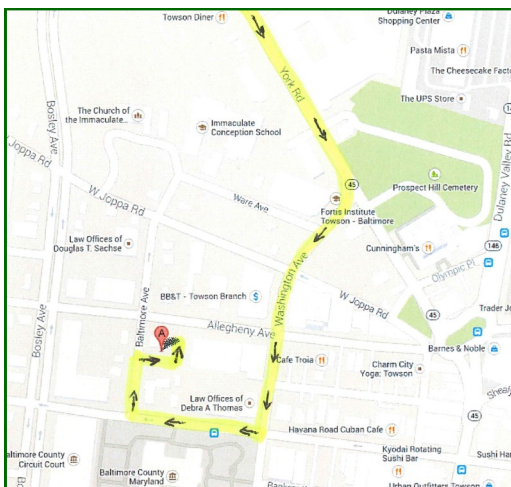 Towson Diner
Dulaney Plaza
Shopping Center
Pasta Mista
The Cheesecake Facto
The UPS Store
York Rd
Bosley Ave
The Church of
the Immaculate...
Immaculate
Conception School
Joppa Rd
W Joppa Rd
Ware Ave
45
Prospect Hill Cemetery
Dulaney Valley Rd
Fortis Institute
Towson - Baltimore
Law Offices of
Douglas T. Sachse
Cunningham's
146
Olympic Pl
Washington Ave
W Joppa Rd
BB&T - Towson Branch
Baltimore Ave
Bosley Ave
Allegheny Ave
45
Trader Jo
Barnes & Noble
A
Cafe Troia
Charm City
Yoga: Towson
Law Offices of
Debra A Thomas
45
Havana Road Cuban Cafe
Kyodai Rotating
Sushi Bar
Sushi Han
altimore County
Circuit Court
Baltimore County
Maryland
Urban Outfitters Towson